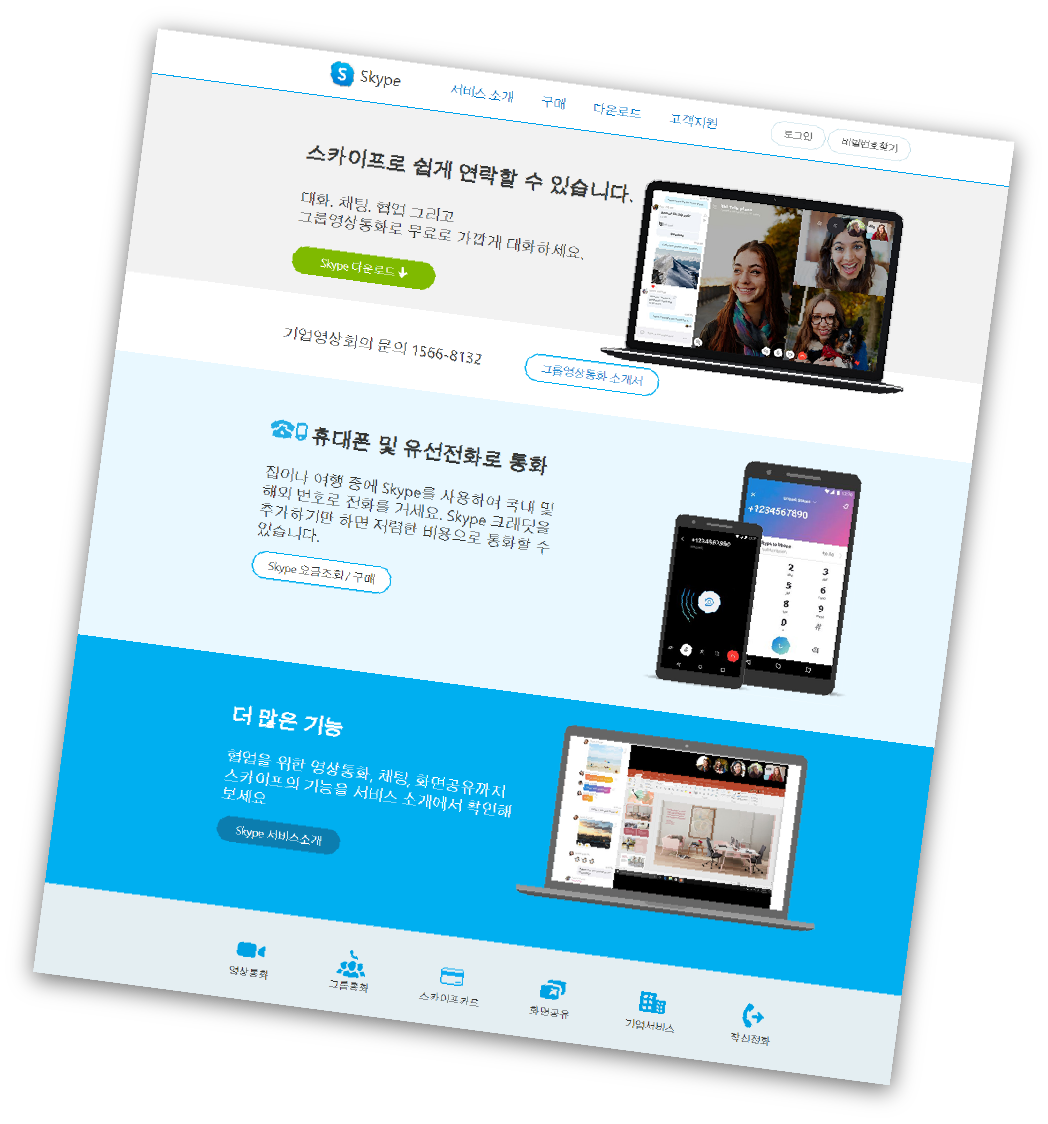 Skype
서비스 소개 구매 다운로드 고객지원 로그인 비밀번호찾기
스카이프로 쉽게 연락할 수 있습니다.
대화. 채팅. 협업 그리고
그룹영상통화로 무료로 가깝게 대화하세요.
Skype 다운로드
기업영상회의 문의 1566-8132
그룹영상통화 소개서
휴대폰 및 유선전화로 통화
집이나 여행 중에 Skype를 사용하여 국내 및
해외 번호로 전화를 거세요. Skype 크레딧을
추가하기만 하면 저렴한 비용으로 통화할 수
있습니다.
Skype 요금조회 / 구매
+1234567890
+1234567890
2 3
5 6
8 9
0 #
더 많은 기능
협업을 위한 영상통화, 채팅, 화면공유까지
스카이프의 기능을 서비스 소개에서 확인해
보세요
Skype 서비스소개
영상통화 그룹통화 스카이프카드 화면공유 기업서비스 착신전화